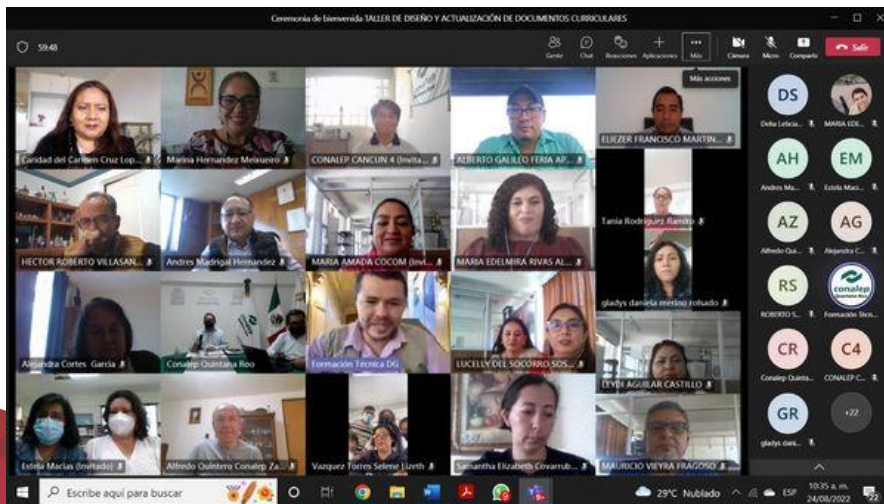 Ceremonia de bienvenida TALLER DE DISEÑO Y ACTUALIZACIÓN DE DOCUMENTOS CURRICULARES
59:48
Gente Chat Reacciones Aplicaciones Más Cámara Micro Compartir Salir
Más acciones
Caridad del Carmen Cruz Lop...
Marina Hernandez Meixueiro
CONALEP CANCUN 4 (Invita...
ALBERTO GALILEO FERIA AP...
ELIEZER FRANCISCO MARTIN...
DS
Delia Leticia...
MARIA EDE...
HECTOR ROBERTO VILLASAN...
Andres Madrigal Hernandez
MARIA AMADA COCOM (Invi...
MARIA EDELMIRA RIVAS AL...
Tania Rodriguez Ramiro
gladys daniela merino rolsado
AH
EM
Andres Ma...
Estela Maci...
AZ
AG
Alfredo Qui...
Alejandra C...
Alejandra Cortes Garcia
Conalep Quintana Roo
Formación Técnica DG
LUCELLY DEL SOCORRO SOS...
LEYDI AGUILAR CASTILLO
RS
conalep
Quintana Roo
ROBERTO S...
Formación Técn...
CR
C4
Conalep Quinta...
CONALEP C...
Estela Macias (Invitado)
Alfredo Quintero Conalep Za...
Vazquez Torres Selene Lizeth
Samantha Elizabeth Covarrub...
MAURICIO VIEYRA FRAGOSO
GR
+22
gladys dani...
Escribe aquí para buscar
29°C Nublado
ESP
10:35 a. m.
24/08/2022
22